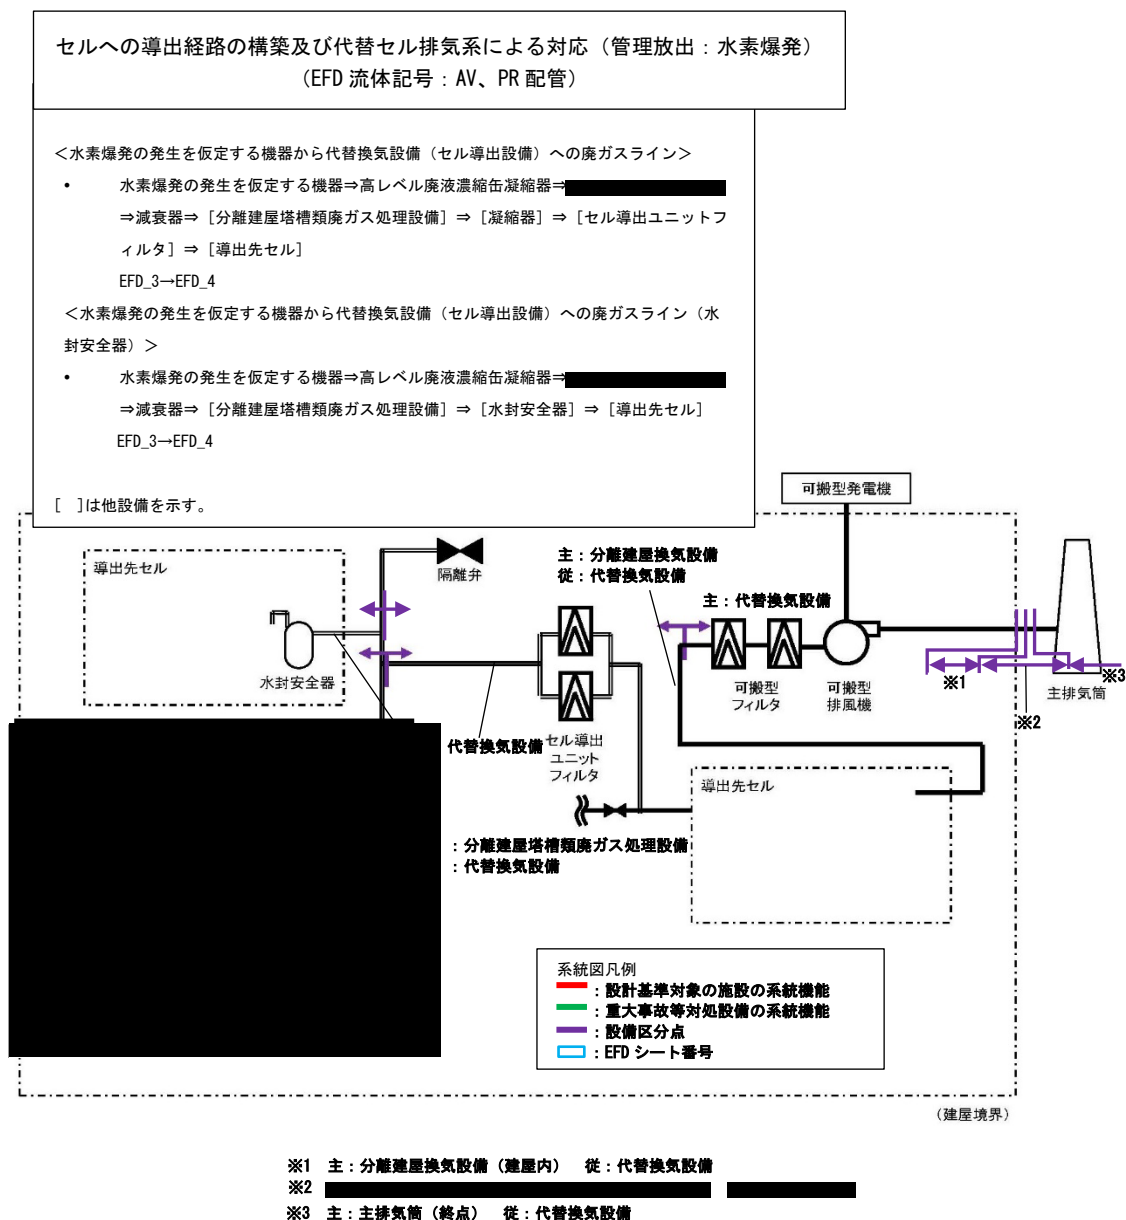 セルへの導出経路の構築及び代替セル排気系による対応（管理放出：水素爆発）
（EFD 流体記号：AV、PR 配管）
＜水素爆発の発生を仮定する機器から代替換気設備（セル導出設備）への廃ガスライン＞
• 水素爆発の発生を仮定する機器⇒高レベル廃液濃縮缶凝縮器⇒
⇒減衰器⇒［分離建屋塔槽類廃ガス処理設備］⇒［凝縮器］⇒［セル導出ユニットフ
ィルタ］⇒［導出先セル］
EFD_3→EFD_4
＜水素爆発の発生を仮定する機器から代替換気設備（セル導出設備）への廃ガスライン（水
封安全器）＞
• 水素爆発の発生を仮定する機器⇒高レベル廃液濃縮缶凝縮器⇒
⇒減衰器⇒［分離建屋塔槽類廃ガス処理設備］⇒［水封安全器］⇒［導出先セル］
EFD_3→EFD_4
[　]は他設備を示す。
可搬型発電機
導出先セル
隔離弁
主：分離建屋換気設備
従：代替換気設備
主：代替換気設備
水封安全器
可搬型
フィルタ
可搬型
排風機
※1
※2
※3
主排気筒
代替換気設備
セル導出
ユニット
フィルタ
導出先セル
：分離建屋塔槽類廃ガス処理設備
：代替換気設備
系統図凡例
：設計基準対象の施設の系統機能
：重大事故等対処設備の系統機能
：設備区分点
：EFD シート番号
（建屋境界）
※1　主：分離建屋換気設備（建屋内）　従：代替換気設備
※2
※3　主：主排気筒（終点）　従：代替換気設備